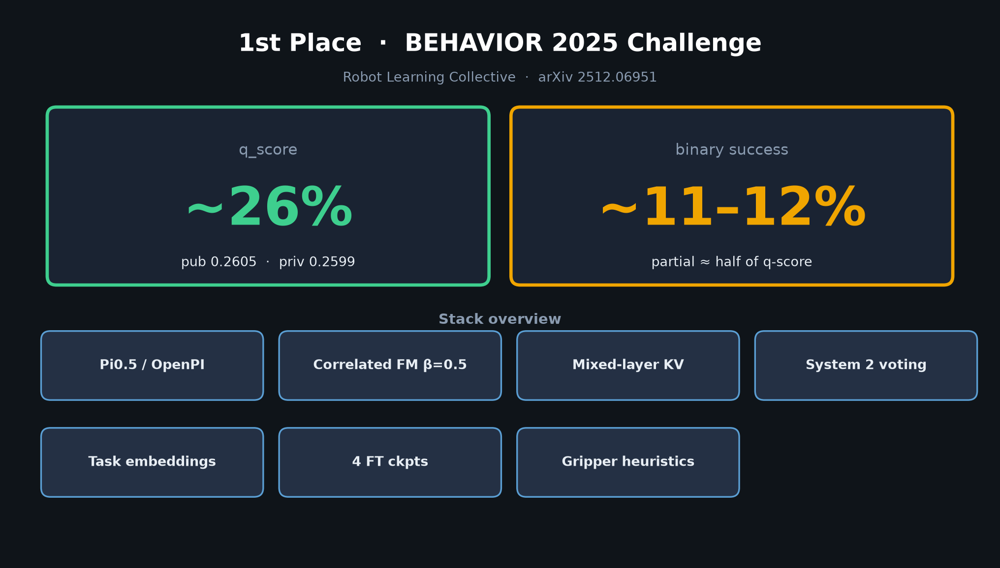 1st Place · BEHAVIOR 2025 Challenge
Robot Learning Collective · arXiv 2512.06951
q_score
~26%
pub 0.2605 · priv 0.2599
binary success
~11–12%
partial ≈ half of q-score
Stack overview
Pi0.5 / OpenPI
Correlated FM β=0.5
Mixed-layer KV
System 2 voting
Task embeddings
4 FT ckpts
Gripper heuristics